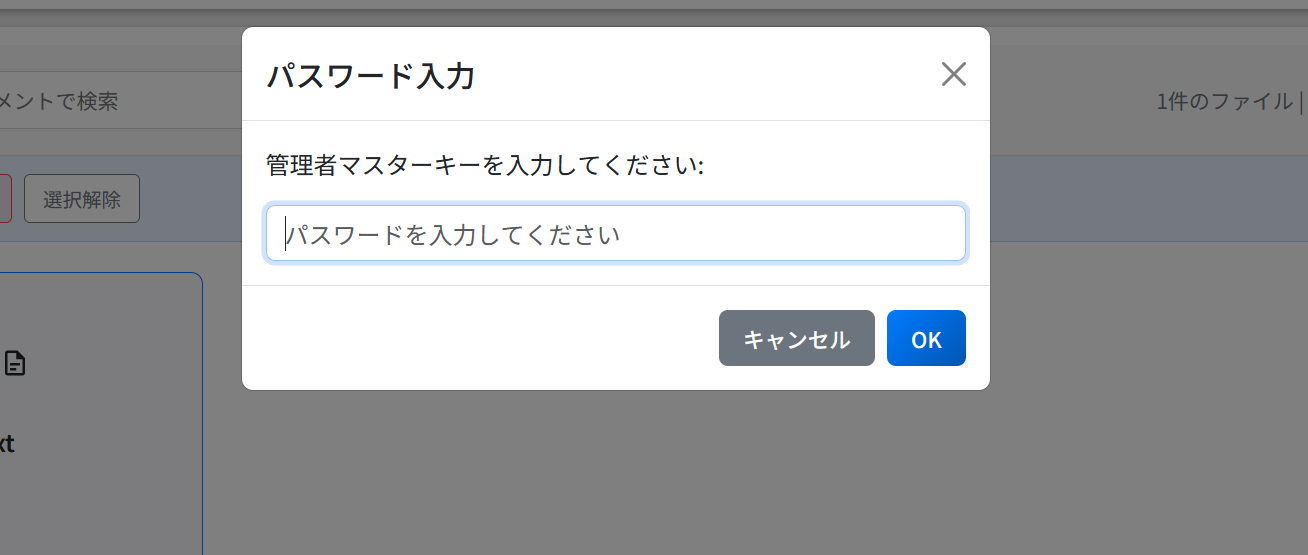 パスワード入力
メントで検索
1件のファイル |
管理者マスターキーを入力してください:
選択解除
パスワードを入力してください
キャンセル
OK
xt